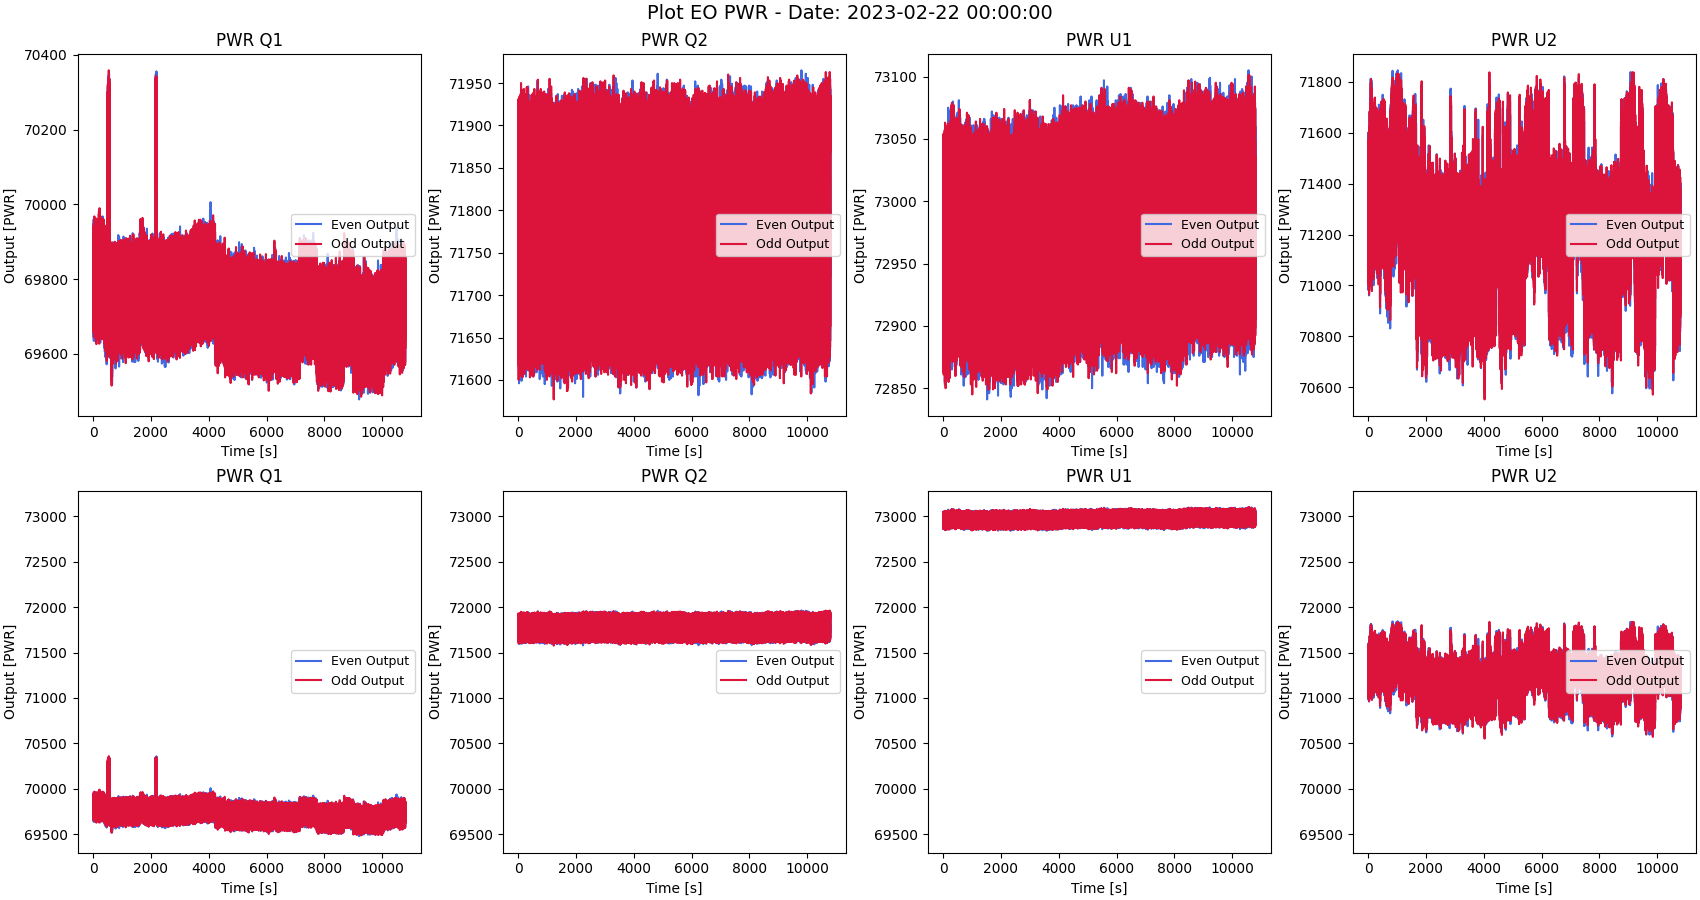 Plot EO PWR - Date: 2023-02-22 00:00:00
PWR Q1
Output [PWR]
70400
70200
70000
69800
69600
Even Output
Odd Output
0 2000 4000 6000 8000 10000
Time [s]
PWR Q2
Output [PWR]
71950
71900
71850
71800
71750
71700
71650
71600
Even Output
Odd Output
0 2000 4000 6000 8000 10000
Time [s]
PWR U1
Output [PWR]
73100
73050
73000
72950
72900
72850
Even Output
Odd Output
0 2000 4000 6000 8000 10000
Time [s]
PWR U2
Output [PWR]
71800
71600
71400
71200
71000
70800
70600
Even Output
Odd Output
0 2000 4000 6000 8000 10000
Time [s]
PWR Q1
Output [PWR]
73000
72500
72000
71500
71000
70500
70000
69500
Even Output
Odd Output
0 2000 4000 6000 8000 10000
Time [s]
PWR Q2
Output [PWR]
73000
72500
72000
71500
71000
70500
70000
69500
Even Output
Odd Output
0 2000 4000 6000 8000 10000
Time [s]
PWR U1
Output [PWR]
73000
72500
72000
71500
71000
70500
70000
69500
Even Output
Odd Output
0 2000 4000 6000 8000 10000
Time [s]
PWR U2
Output [PWR]
73000
72500
72000
71500
71000
70500
70000
69500
Even Output
Odd Output
0 2000 4000 6000 8000 10000
Time [s]